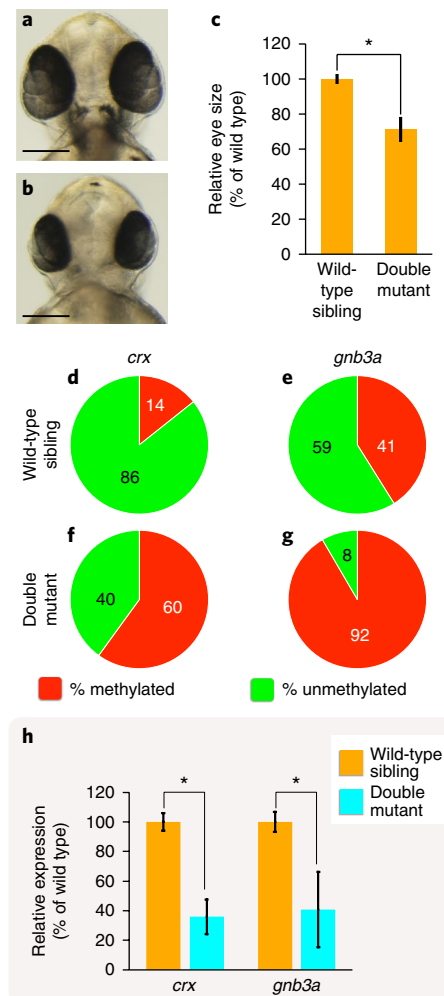 a
b
c
Relative eye size
(% of wild type)
120
100
80
60
40
20
0
*
Wild-
type
sibling
Double
mutant
crx
gnb3a
Wild-type
sibling
d
14
86
e
59
41
Double
mutant
f
40
60
g
8
92
% methylated
% unmethylated
h
Wild-type
sibling
Double
mutant
Relative expression
(% of wild type)
120
100
80
60
40
20
0
*
*
crx
gnb3a